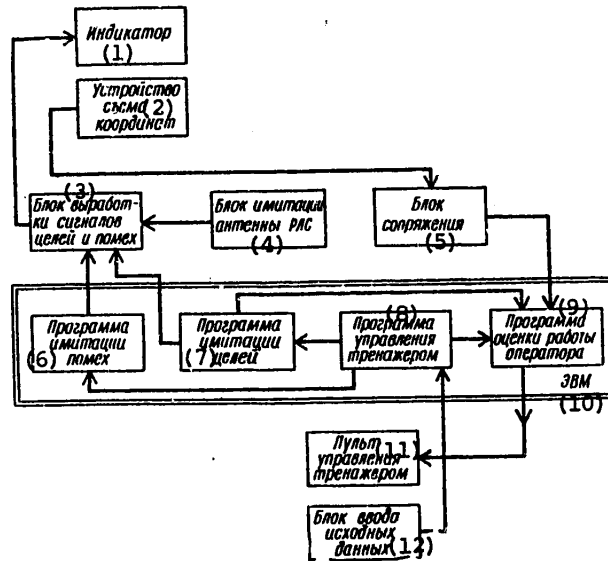 Индикатор
(1)
Устройство
съема (2)
координат
(3)
Блок выработ-
ки сигналов
целей и помех
Блок имитации
антенны РЛС
(4)
Блок
сопряжения
(5)
Программа
имитации
(6) помех
Программа
имитации
(7) целей
(8)
Программа
управления
тренажером
(9)
Программа
оценки работы
оператора
ЭВМ
(10)
Пульт (11)
управления
тренажером
Блок ввода
исходных
данных (12)